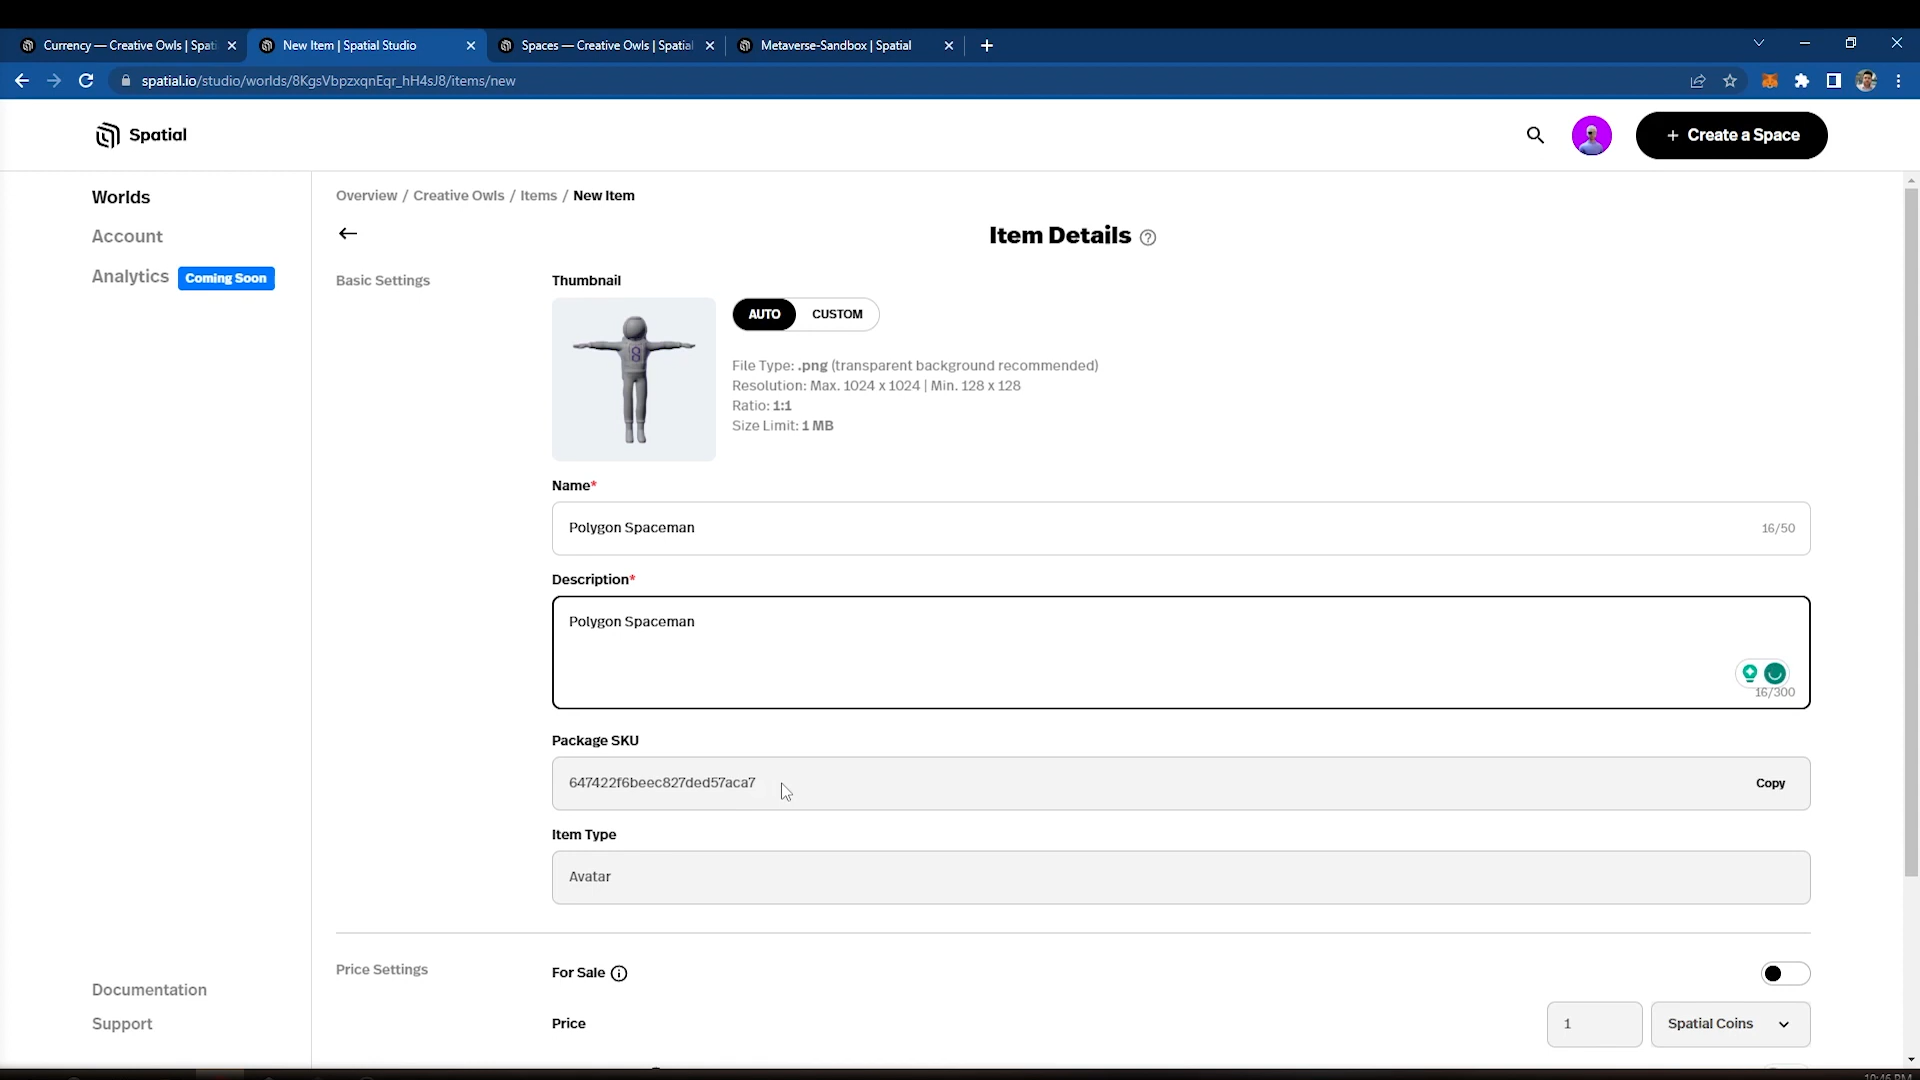 Currency — Creative Owls | Spati
New Item | Spatial Studio
Spaces — Creative Owls | Spatial
Metaverse-Sandbox | Spatial
spatial.io/studio/worlds/8KgsVbpzxqnEqr_hH4sJ8/items/new
Spatial
+ Create a Space
Worlds
Account
Analytics Coming Soon
Documentation
Support
Overview / Creative Owls / Items / New Item
Item Details
Basic Settings
Thumbnail
AUTO CUSTOM
File Type: .png (transparent background recommended)
Resolution: Max. 1024 x 1024 | Min. 128 x 128
Ratio: 1:1
Size Limit: 1 MB
Name*
Polygon Spaceman 16/50
Description*
Polygon Spaceman
16/300
Package SKU
647422f6beec827ded57aca7 Copy
Item Type
Avatar
Price Settings
For Sale
Price 1 Spatial Coins